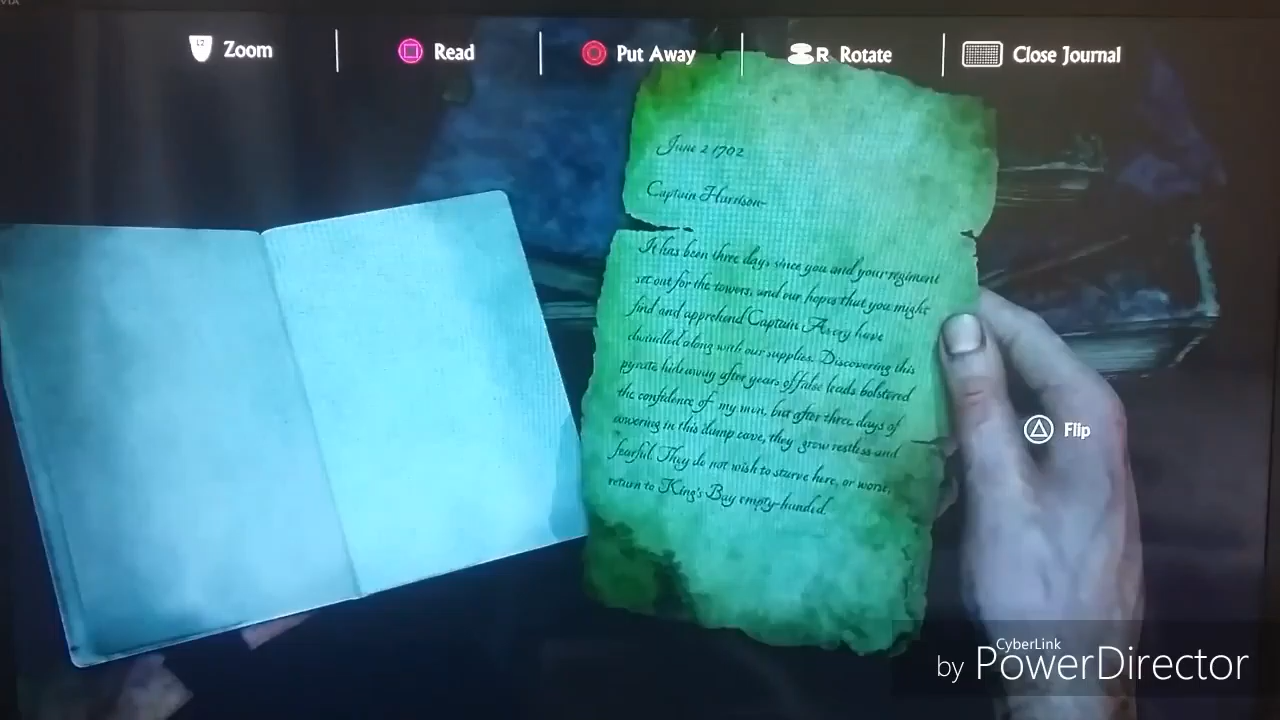 L2 Zoom
Read
Put Away
R Rotate
Close Journal
June 2 1702
Captain Harrison-
It has been three days since you and your regiment
set out for the towers, and our hopes that you might
find and apprehend Captain Avery have
dwindled along with our supplies. Discovering this
pyrate hideaway after years of false leads bolstered
the confidence of my men, but after three days of
cowering in this damp cave, they grow restless and
fearful. They do not wish to starve here, or worse,
return to King's Bay empty-handed.
Flip
CyberLink
by PowerDirector